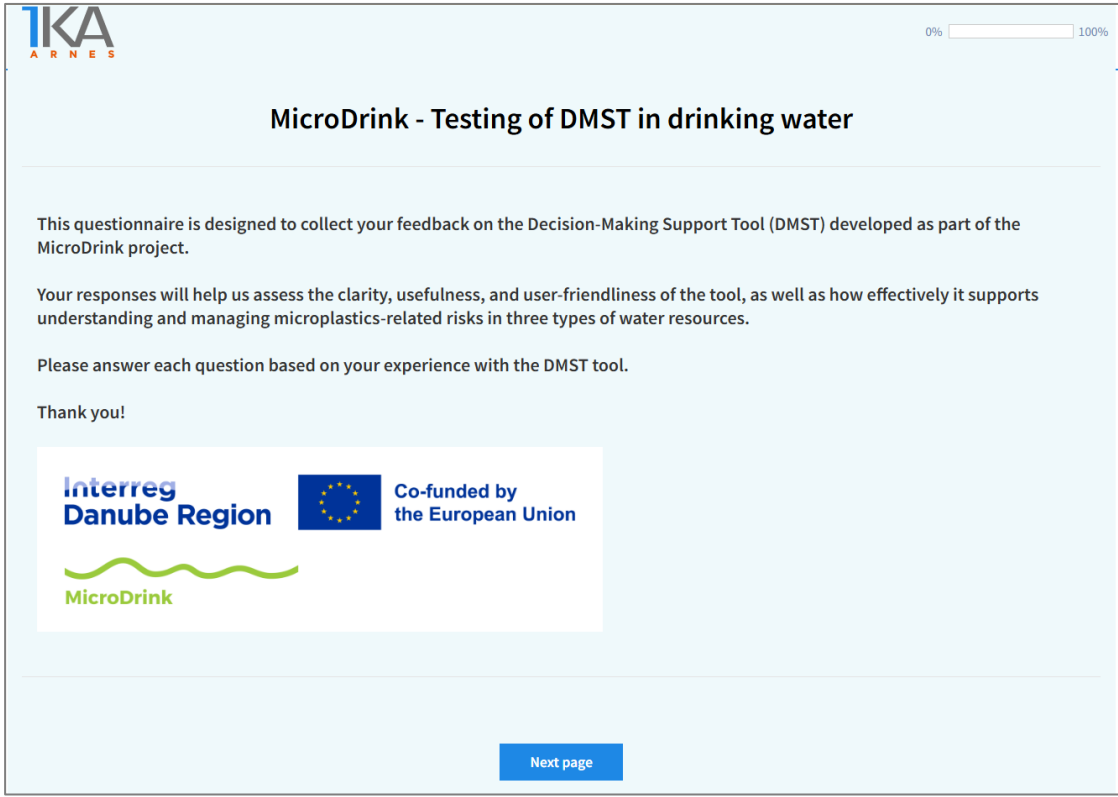 1KA
ARNES
0% 100%
MicroDrink - Testing of DMST in drinking water
This questionnaire is designed to collect your feedback on the Decision-Making Support Tool (DMST) developed as part of the
MicroDrink project.
Your responses will help us assess the clarity, usefulness, and user-friendliness of the tool, as well as how effectively it supports
understanding and managing microplastics-related risks in three types of water resources.
Please answer each question based on your experience with the DMST tool.
Thank you!
Interreg
Danube Region
Co-funded by
the European Union
MicroDrink
Next page